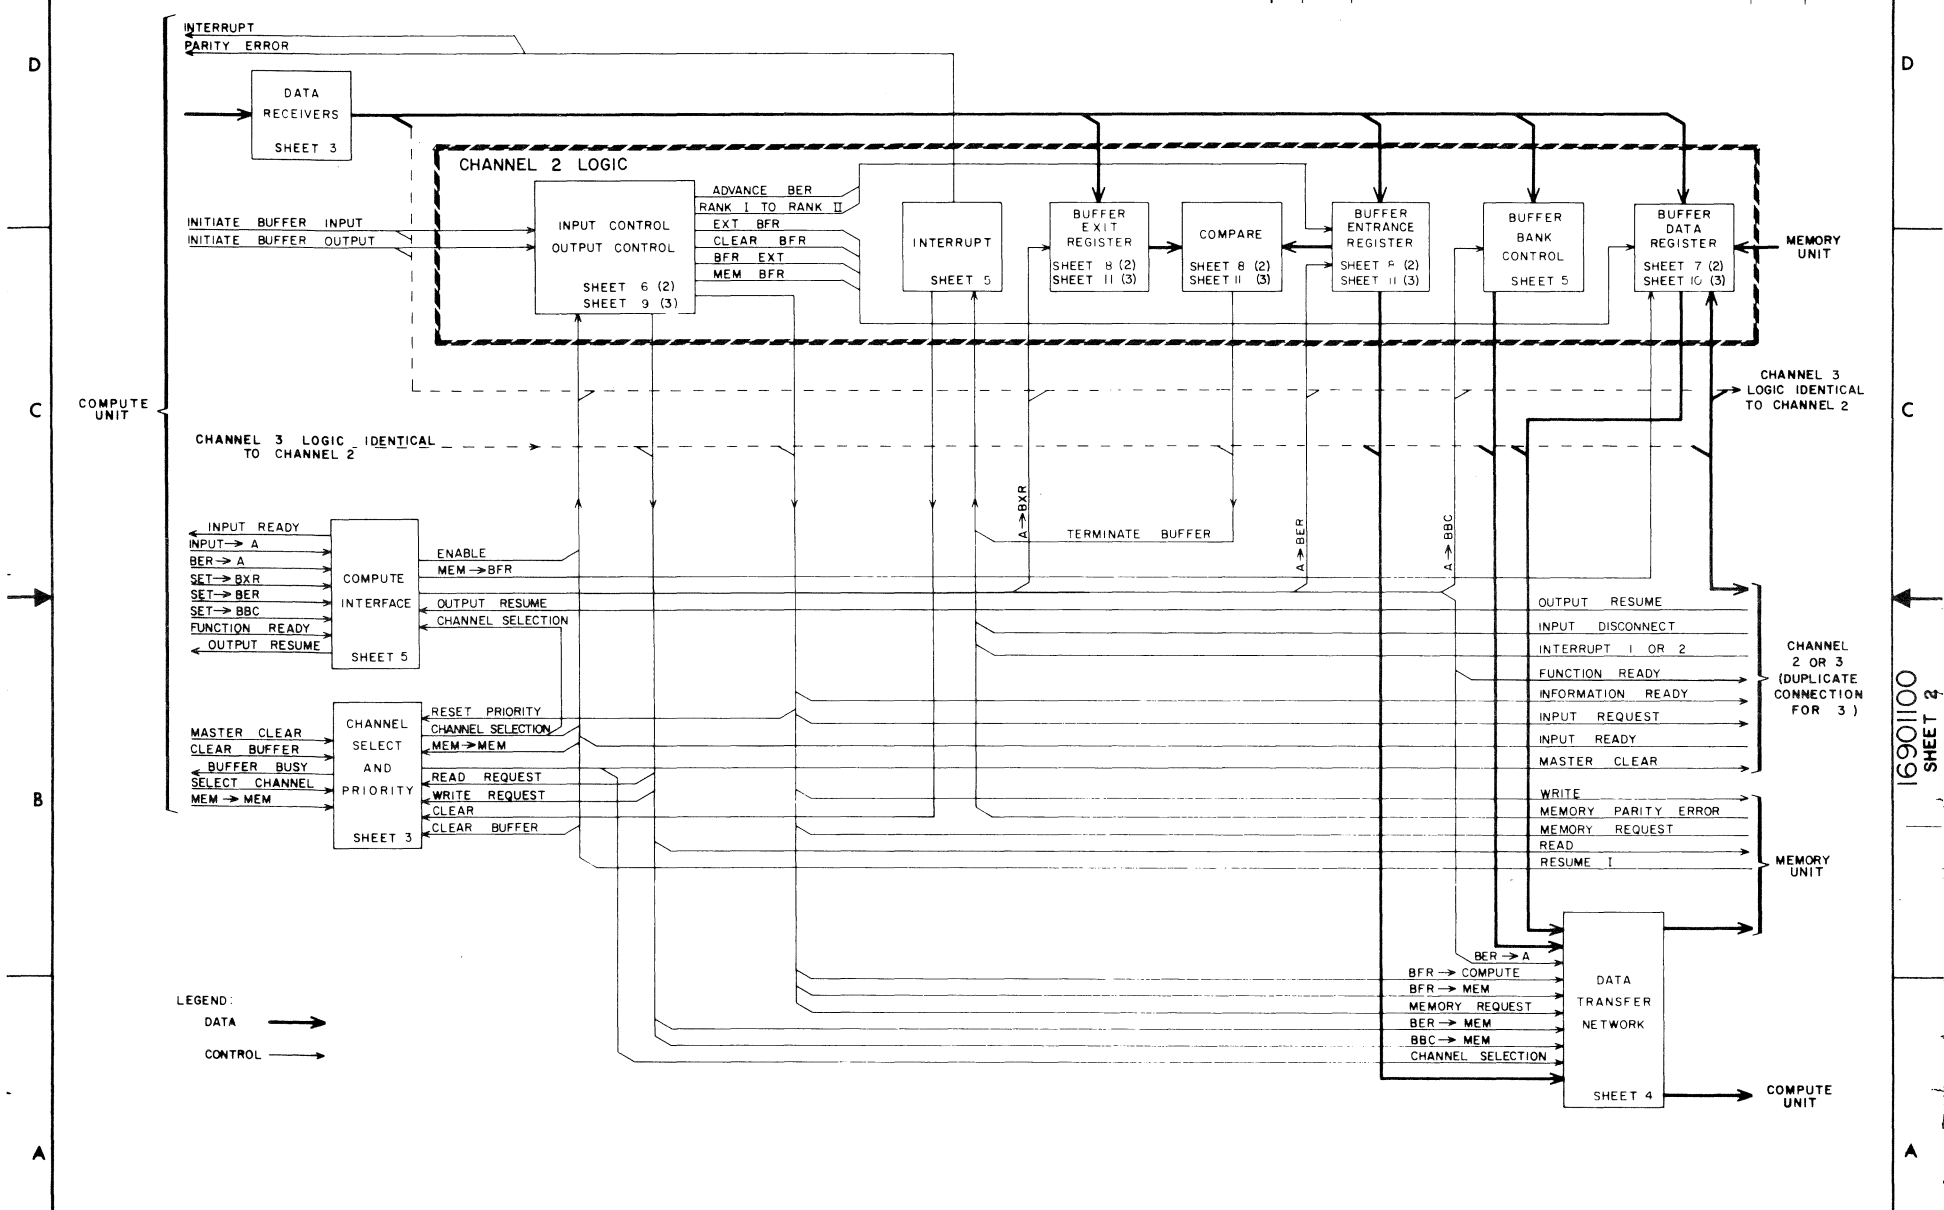 D
D
INTERRUPT
PARITY ERROR
DATA
RECEIVERS
SHEET 3
CHANNEL 2 LOGIC
INITIATE BUFFER INPUT
INITIATE BUFFER OUTPUT
INPUT CONTROL
OUTPUT CONTROL
SHEET 6 (2)
SHEET 9 (3)
ADVANCE BER
RANK I TO RANK II
EXT BFR
CLEAR BFR
BFR EXT
MEM BFR
INTERRUPT
SHEET 5
BUFFER
EXIT
REGISTER
SHEET 8 (2)
SHEET 11 (3)
COMPARE
SHEET 8 (2)
SHEET 11 (3)
BUFFER
ENTRANCE
REGISTER
SHEET 8 (2)
SHEET 11 (3)
BUFFER
BANK
CONTROL
SHEET 5
BUFFER
DATA
REGISTER
SHEET 7 (2)
SHEET 10 (3)
MEMORY
UNIT
C
COMPUTE
UNIT
CHANNEL 3
LOGIC IDENTICAL
TO CHANNEL 2
C
CHANNEL 3 LOGIC IDENTICAL
TO CHANNEL 2
A→BXR
TERMINATE BUFFER
A→BER
A→BBC
INPUT READY
INPUT→A
BER→A
SET→BXR
SET→BER
SET→BBC
FUNCTION READY
OUTPUT RESUME
COMPUTE
INTERFACE
SHEET 5
ENABLE
MEM→BFR
OUTPUT RESUME
CHANNEL SELECTION
OUTPUT RESUME
INPUT DISCONNECT
INTERRUPT 1 OR 2
FUNCTION READY
INFORMATION READY
INPUT REQUEST
INPUT READY
MASTER CLEAR
CHANNEL
2 OR 3
(DUPLICATE
CONNECTION
FOR 3)
16901100
SHEET 2
MASTER CLEAR
CLEAR BUFFER
BUFFER BUSY
SELECT CHANNEL
MEM→MEM
CHANNEL
SELECT
AND
PRIORITY
SHEET 3
RESET PRIORITY
CHANNEL SELECTION
MEM→MEM
READ REQUEST
WRITE REQUEST
CLEAR
CLEAR BUFFER
B
B
WRITE
MEMORY PARITY ERROR
MEMORY REQUEST
READ
RESUME I
MEMORY
UNIT
BER→A
BFR→COMPUTE
BFR→MEM
MEMORY REQUEST
BER→MEM
BBC→MEM
CHANNEL SELECTION
DATA
TRANSFER
NETWORK
SHEET 4
COMPUTE
UNIT
LEGEND:
DATA
CONTROL
A
A